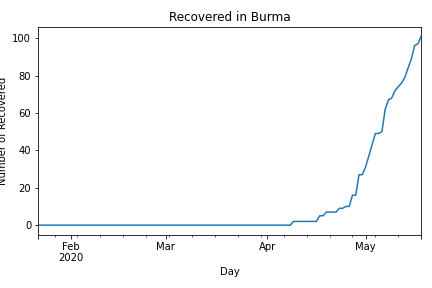 Recovered in Burma
Number of Recovered
100
80
60
40
20
0
Feb
2020
Mar
Apr
May
Day